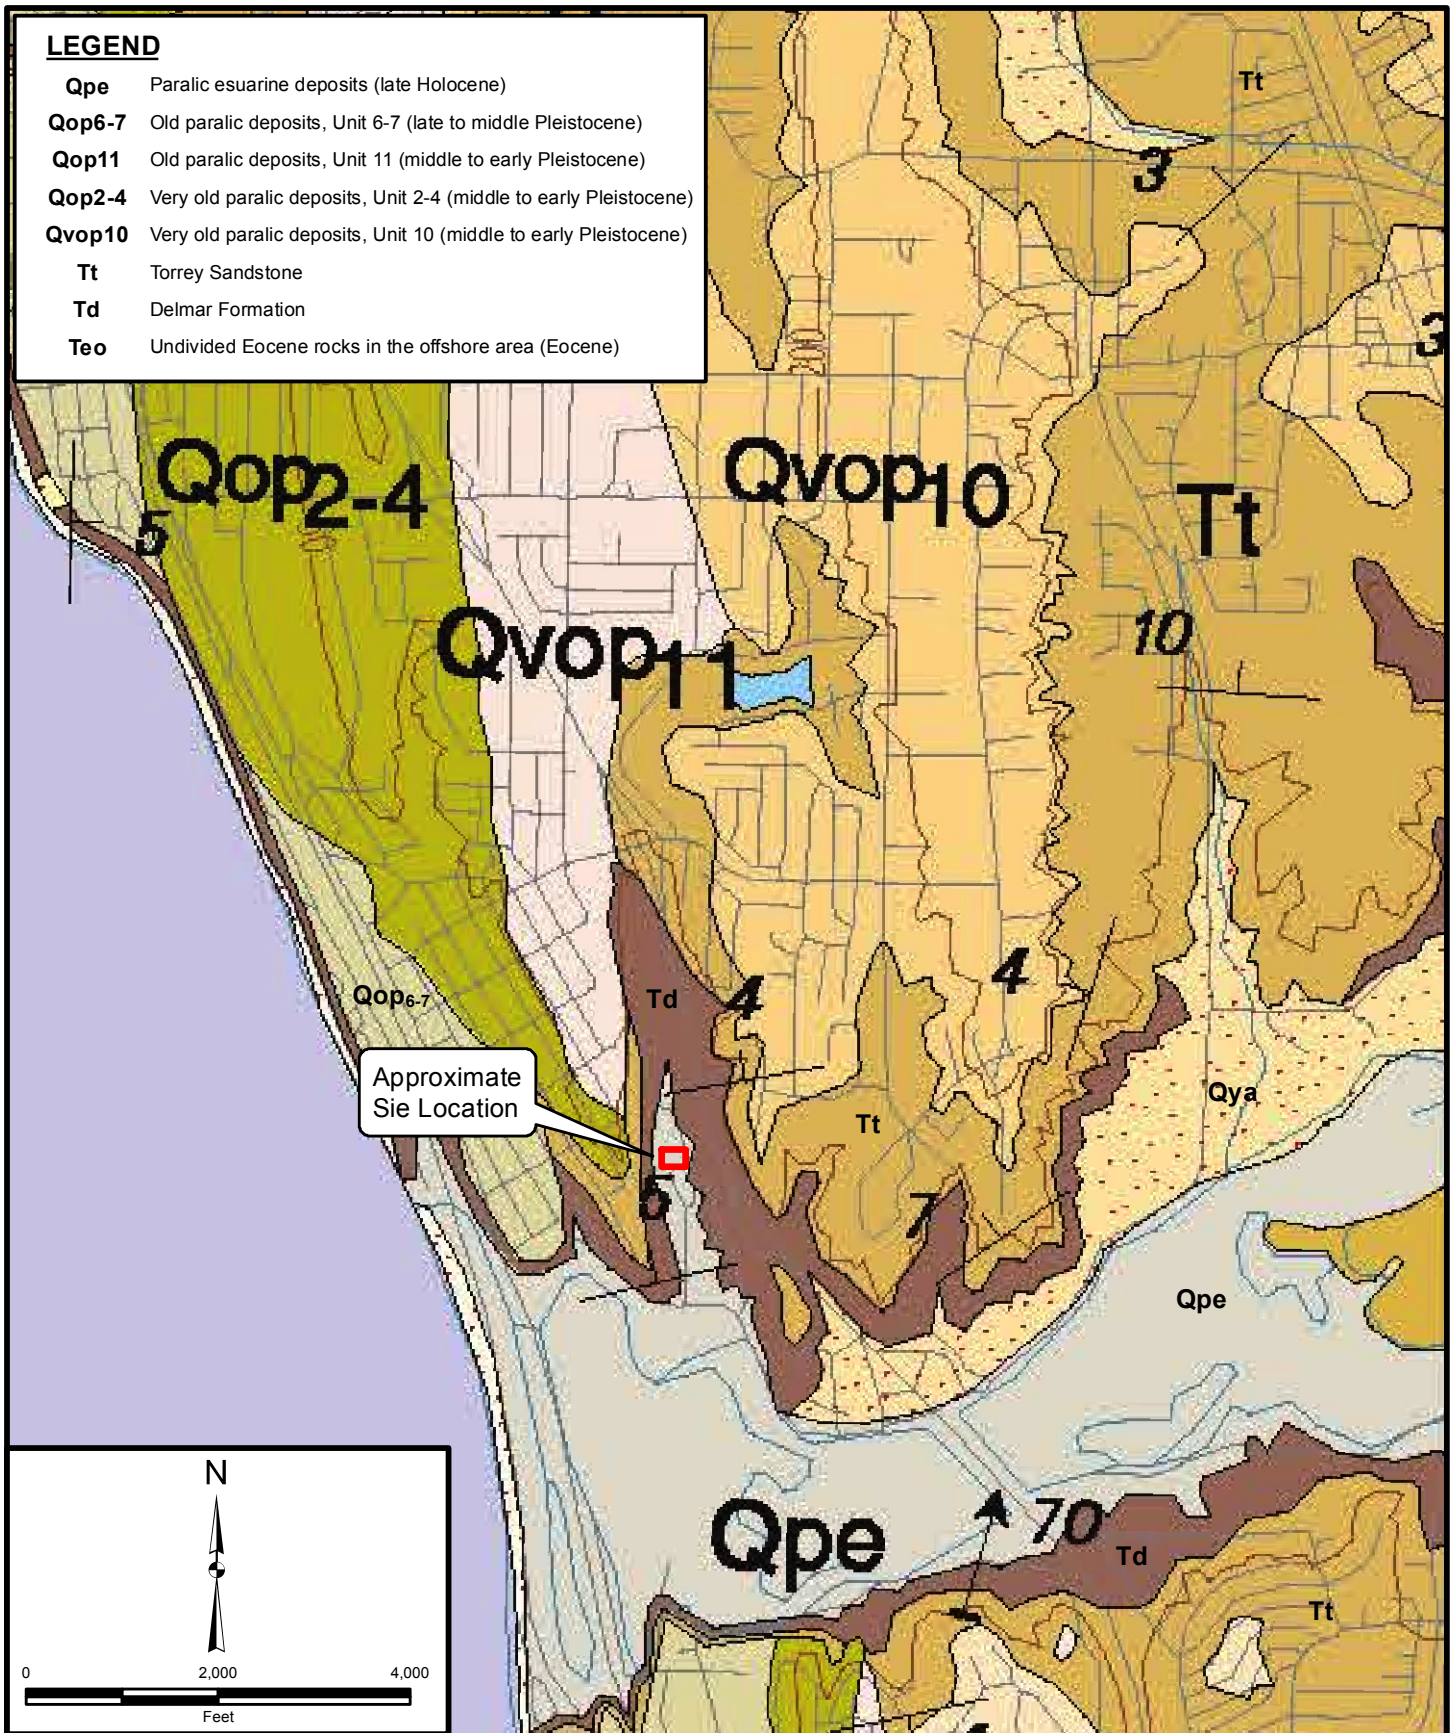 LEGEND
Qpe Paralic esuarine deposits (late Holocene)
Qop6-7 Old paralic deposits, Unit 6-7 (late to middle Pleistocene)
Qop11 Old paralic deposits, Unit 11 (middle to early Pleistocene)
Qop2-4 Very old paralic deposits, Unit 2-4 (middle to early Pleistocene)
Qvop10 Very old paralic deposits, Unit 10 (middle to early Pleistocene)
Tt Torrey Sandstone
Td Delmar Formation
Teo Undivided Eocene rocks in the offshore area (Eocene)
Tt
3
3
Qop2-4
Qvop10
Tt
5
10
Qvop11
Qop6-7
Td
4
4
Approximate
Sie Location
Qya
Tt
5
7
Qpe
Qpe
70
Td
Tt
N
0 2,000 4,000
Feet